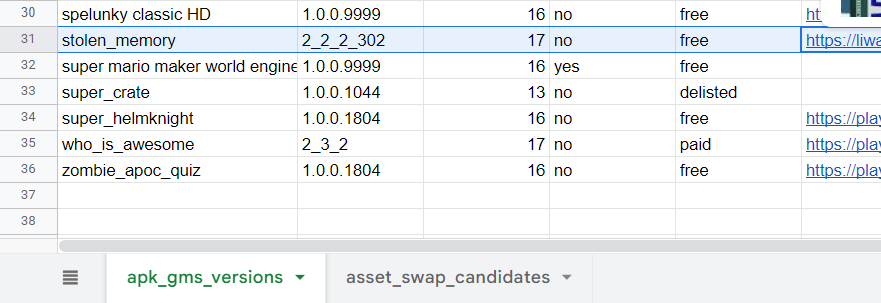 30 spelunky classic HD 1.0.0.9999 16 no free ht
31 stolen_memory 2_2_2_302 17 no free https://liwa
32 super mario maker world engine 1.0.0.9999 16 yes free
33 super_crate 1.0.0.1044 13 no delisted
34 super_helmknight 1.0.0.1804 16 no free https://play
35 who_is_awesome 2_3_2 17 no paid https://play
36 zombie_apoc_quiz 1.0.0.1804 16 no free https://play
37
38
apk_gms_versions asset_swap_candidates